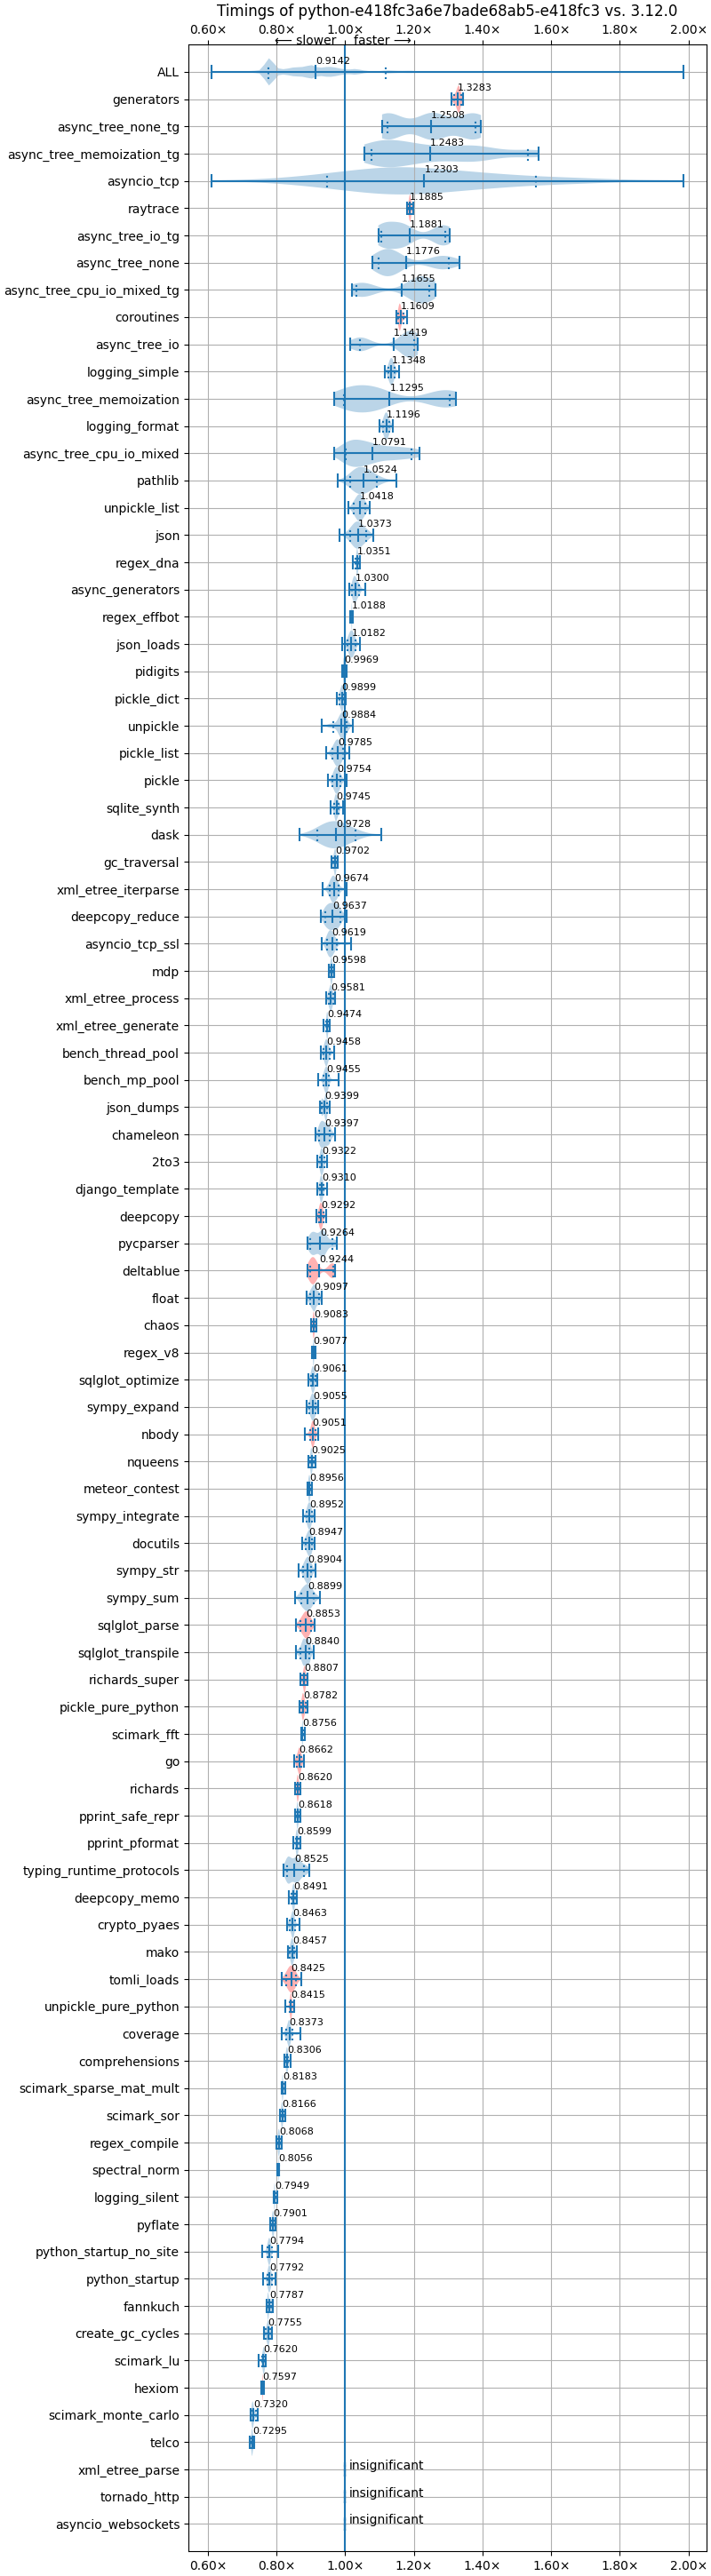 Timings of python-e418fc3a6e7bade68ab5-e418fc3 vs. 3.12.0
0.60× 0.80× 1.00× 1.20× 1.40× 1.60× 1.80× 2.00×
⟵ slower faster ⟶
ALL 0.9142
generators 1.3283
async_tree_none_tg 1.2508
async_tree_memoization_tg 1.2483
asyncio_tcp 1.2303
raytrace 1.1885
async_tree_io_tg 1.1881
async_tree_none 1.1776
async_tree_cpu_io_mixed_tg 1.1655
coroutines 1.1609
async_tree_io 1.1419
logging_simple 1.1348
async_tree_memoization 1.1295
logging_format 1.1196
async_tree_cpu_io_mixed 1.0791
pathlib 1.0524
unpickle_list 1.0418
json 1.0373
regex_dna 1.0351
async_generators 1.0300
regex_effbot 1.0188
json_loads 1.0182
pidigits 0.9969
pickle_dict 0.9899
unpickle 0.9884
pickle_list 0.9785
pickle 0.9754
sqlite_synth 0.9745
dask 0.9728
gc_traversal 0.9702
xml_etree_iterparse 0.9674
deepcopy_reduce 0.9637
asyncio_tcp_ssl 0.9619
mdp 0.9598
xml_etree_process 0.9581
xml_etree_generate 0.9474
bench_thread_pool 0.9458
bench_mp_pool 0.9455
json_dumps 0.9399
chameleon 0.9397
2to3 0.9322
django_template 0.9310
deepcopy 0.9292
pycparser 0.9264
deltablue 0.9244
float 0.9097
chaos 0.9083
regex_v8 0.9077
sqlglot_optimize 0.9061
sympy_expand 0.9055
nbody 0.9051
nqueens 0.9025
meteor_contest 0.8956
sympy_integrate 0.8952
docutils 0.8947
sympy_str 0.8904
sympy_sum 0.8899
sqlglot_parse 0.8853
sqlglot_transpile 0.8840
richards_super 0.8807
pickle_pure_python 0.8782
scimark_fft 0.8756
go 0.8662
richards 0.8620
pprint_safe_repr 0.8618
pprint_pformat 0.8599
typing_runtime_protocols 0.8525
deepcopy_memo 0.8491
crypto_pyaes 0.8463
mako 0.8457
tomli_loads 0.8425
unpickle_pure_python 0.8415
coverage 0.8373
comprehensions 0.8306
scimark_sparse_mat_mult 0.8183
scimark_sor 0.8166
regex_compile 0.8068
spectral_norm 0.8056
logging_silent 0.7949
pyflate 0.7901
python_startup_no_site 0.7794
python_startup 0.7792
fannkuch 0.7787
create_gc_cycles 0.7755
scimark_lu 0.7620
hexiom 0.7597
scimark_monte_carlo 0.7320
telco 0.7295
xml_etree_parse insignificant
tornado_http insignificant
asyncio_websockets insignificant
0.60× 0.80× 1.00× 1.20× 1.40× 1.60× 1.80× 2.00×